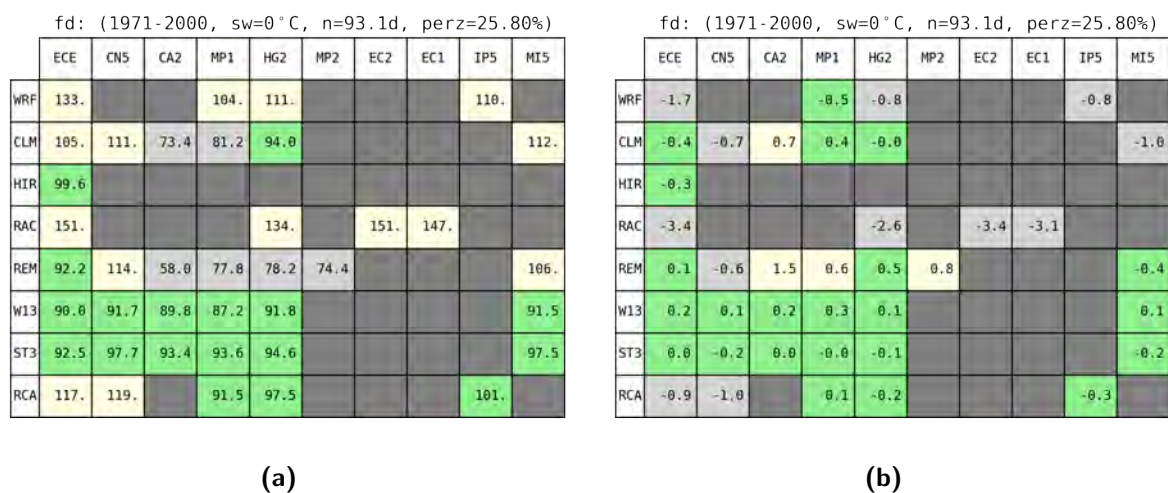 fd: (1971-2000, sw=0°C, n=93.1d, perz=25.80%)
ECE CN5 CA2 MP1 HG2 MP2 EC2 EC1 IP5 MI5
WRF 133. 104. 111. 110.
CLM 105. 111. 73.4 81.2 94.0 112.
HIR 99.6
RAC 151. 134. 151. 147.
REM 92.2 114. 58.0 77.8 78.2 74.4 106.
W13 90.0 91.7 89.8 87.2 91.8 91.5
ST3 92.5 97.7 93.4 93.6 94.6 97.5
RCA 117. 119. 91.5 97.5 101.
(a)
fd: (1971-2000, sw=0°C, n=93.1d, perz=25.80%)
ECE CN5 CA2 MP1 HG2 MP2 EC2 EC1 IP5 MI5
WRF -1.7 -0.5 -0.8 -0.8
CLM -0.4 -0.7 0.7 0.4 -0.0 -1.0
HIR -0.3
RAC -3.4 -2.6 -3.4 -3.1
REM 0.1 -0.6 1.5 0.6 0.5 0.8 -0.4
W13 0.2 0.1 0.2 0.3 0.1 0.1
ST3 0.0 -0.2 0.0 -0.0 -0.1 -0.2
RCA -0.9 -1.0 0.1 -0.2 -0.3
(b)